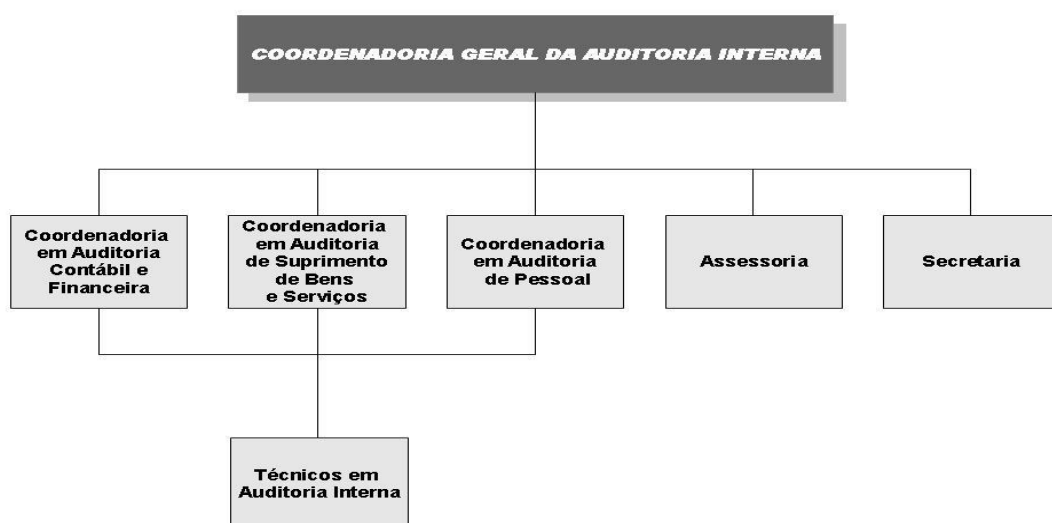 COORDENADORIA GERAL DA AUDITORIA INTERNA
Coordenadoria
em Auditoria
Contábil e
Financeira
Coordenadoria
em Auditoria
de Suprimento
de Bens
e Serviços
Coordenadoria
em Auditoria
de Pessoal
Assessoria
Secretaria
Técnicos em
Auditoria Interna